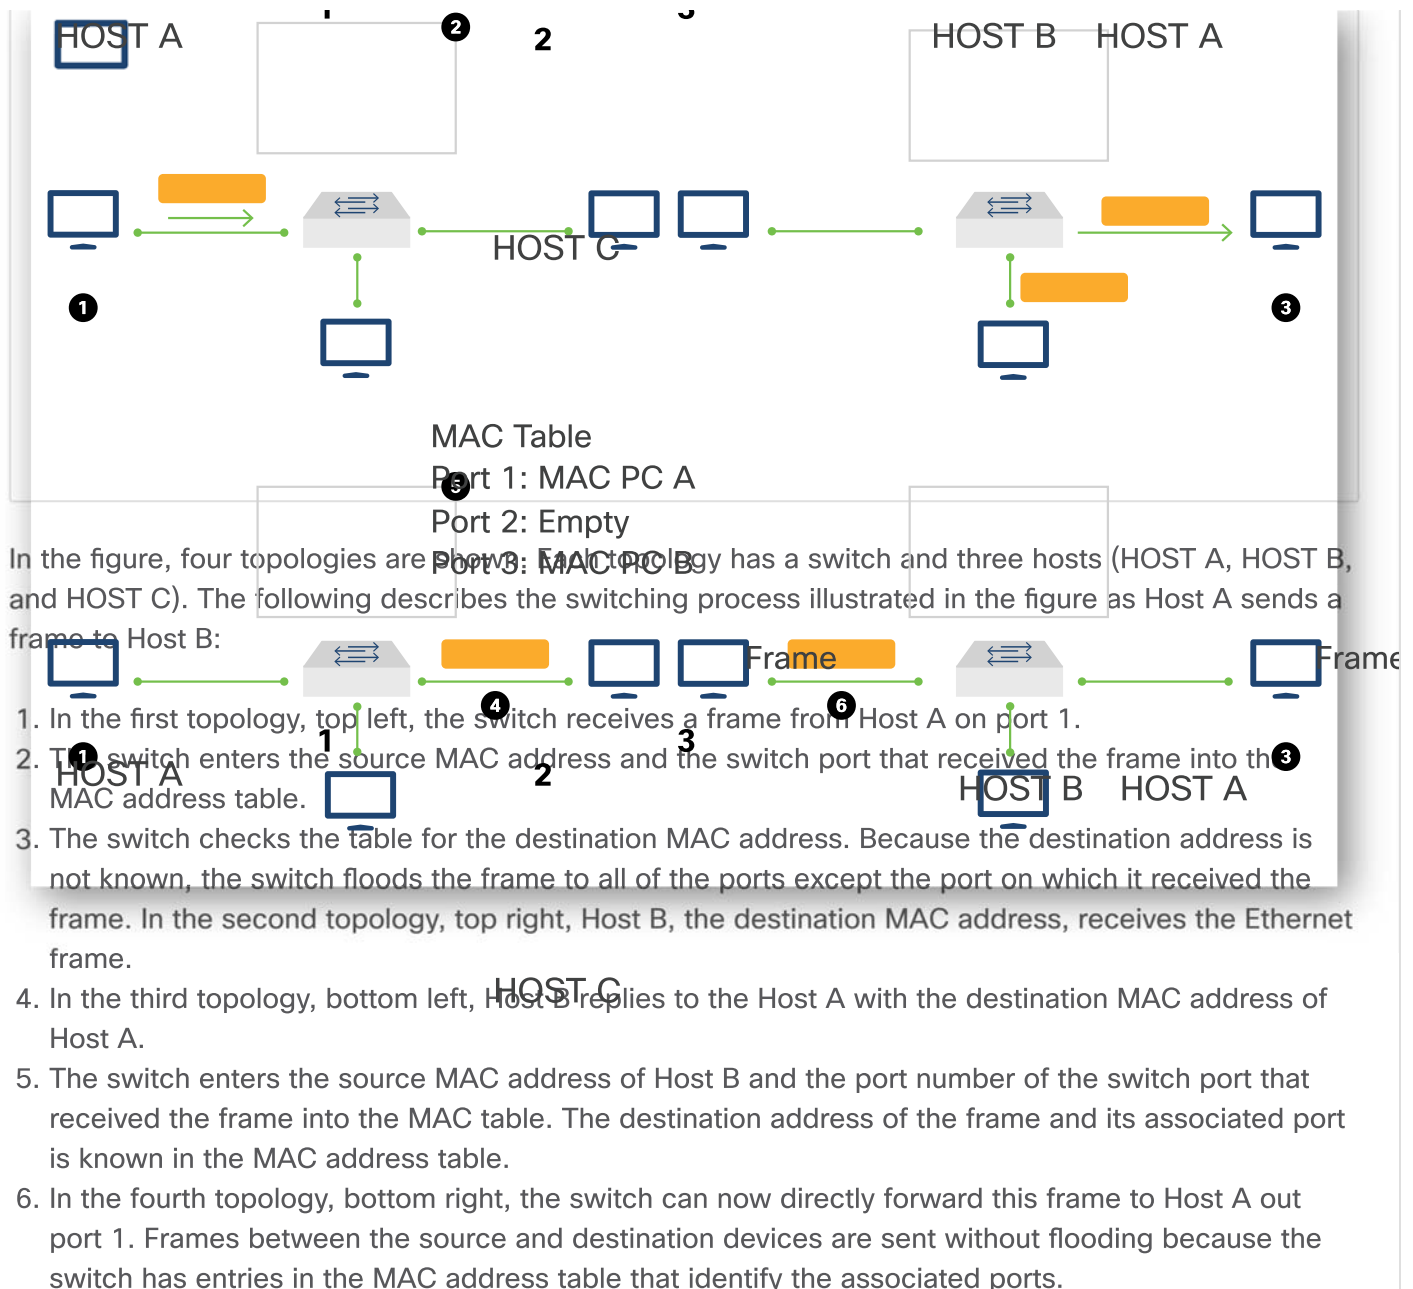 HOST A
2
2
HOST B
HOST A
HOST C
1
3
MAC Table
Port 1: MAC PC A
5
Port 2: Empty
Port 3: MAC PC B
In the figure, four topologies are shown. Each topology has a switch and three hosts (HOST A, HOST B,
and HOST C). The following describes the switching process illustrated in the figure as Host A sends a
frame to Host B:
Frame
Frame
4
6
1. In the first topology, top left, the switch receives a frame from Host A on port 1.
1
3
2. The switch enters the source MAC address and the switch port that received the frame into the
MAC address table.
1
3
HOST A
2
HOST B
HOST A
3. The switch checks the table for the destination MAC address. Because the destination address is
not known, the switch floods the frame to all of the ports except the port on which it received the
frame. In the second topology, top right, Host B, the destination MAC address, receives the Ethernet
frame.
HOST C
4. In the third topology, bottom left, Host B replies to the Host A with the destination MAC address of
Host A.
5. The switch enters the source MAC address of Host B and the port number of the switch port that
received the frame into the MAC table. The destination address of the frame and its associated port
is known in the MAC address table.
6. In the fourth topology, bottom right, the switch can now directly forward this frame to Host A out
port 1. Frames between the source and destination devices are sent without flooding because the
switch has entries in the MAC address table that identify the associated ports.